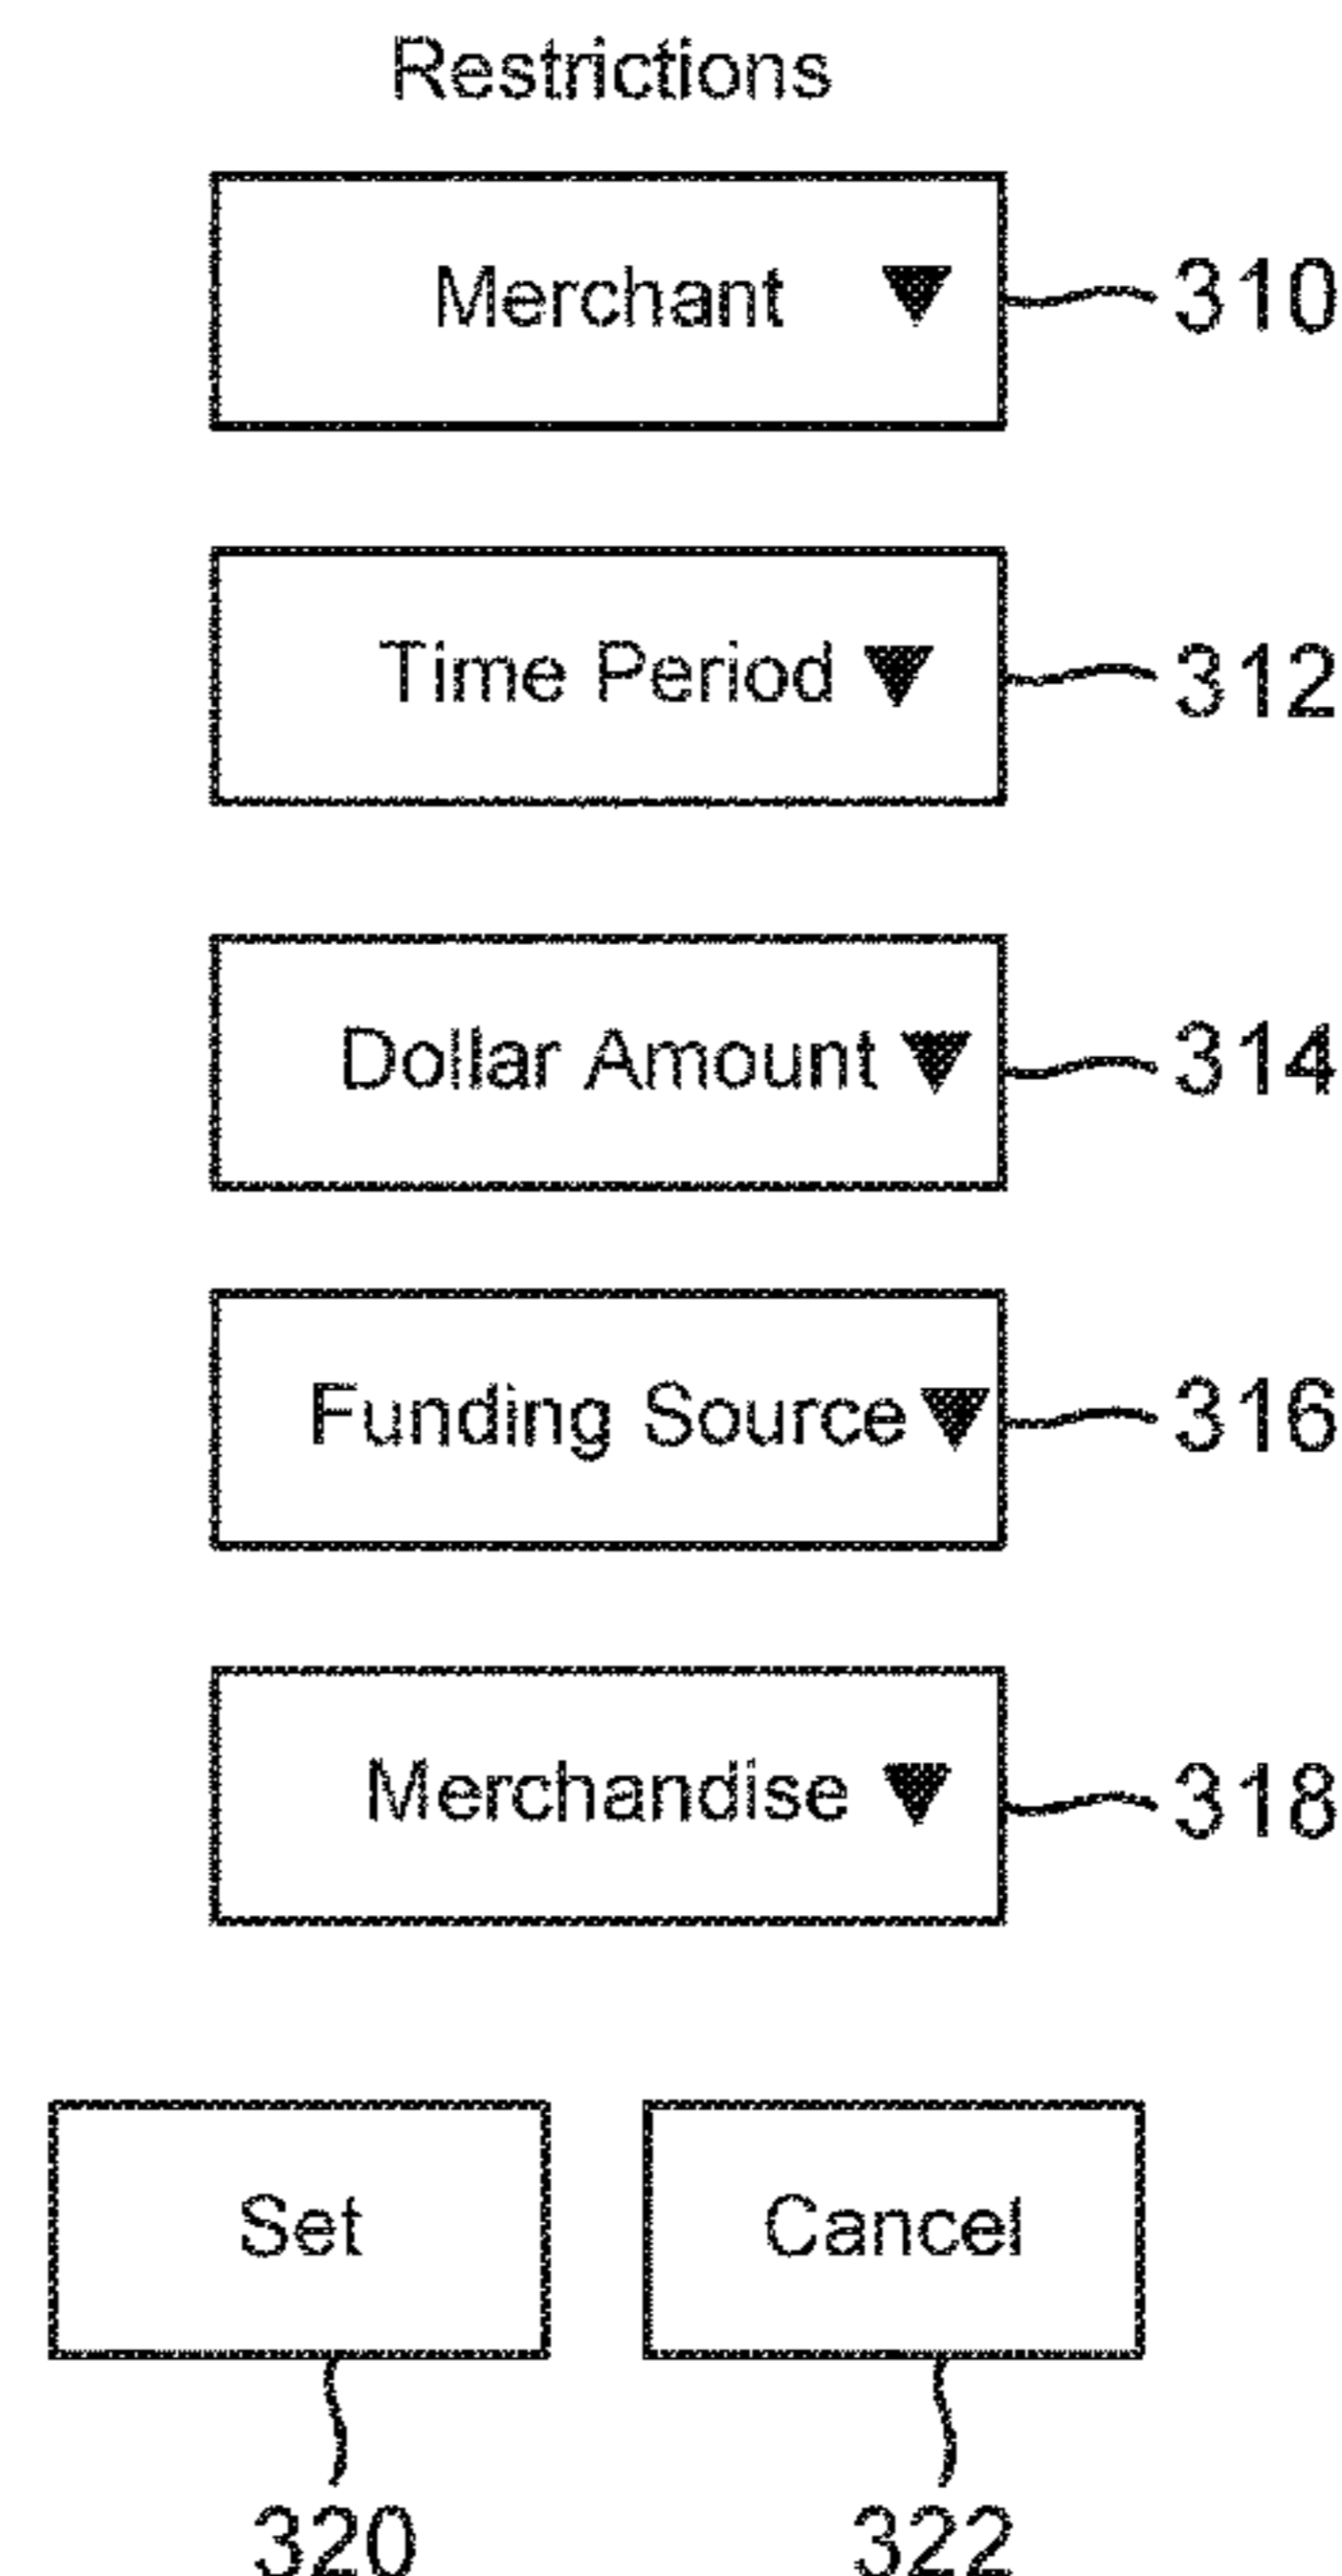 Restrictions
Merchant ▼ 310
Time Period ▼ 312
Dollar Amount ▼ 314
Funding Source ▼ 316
Merchandise ▼ 318
Set Cancel
320 322